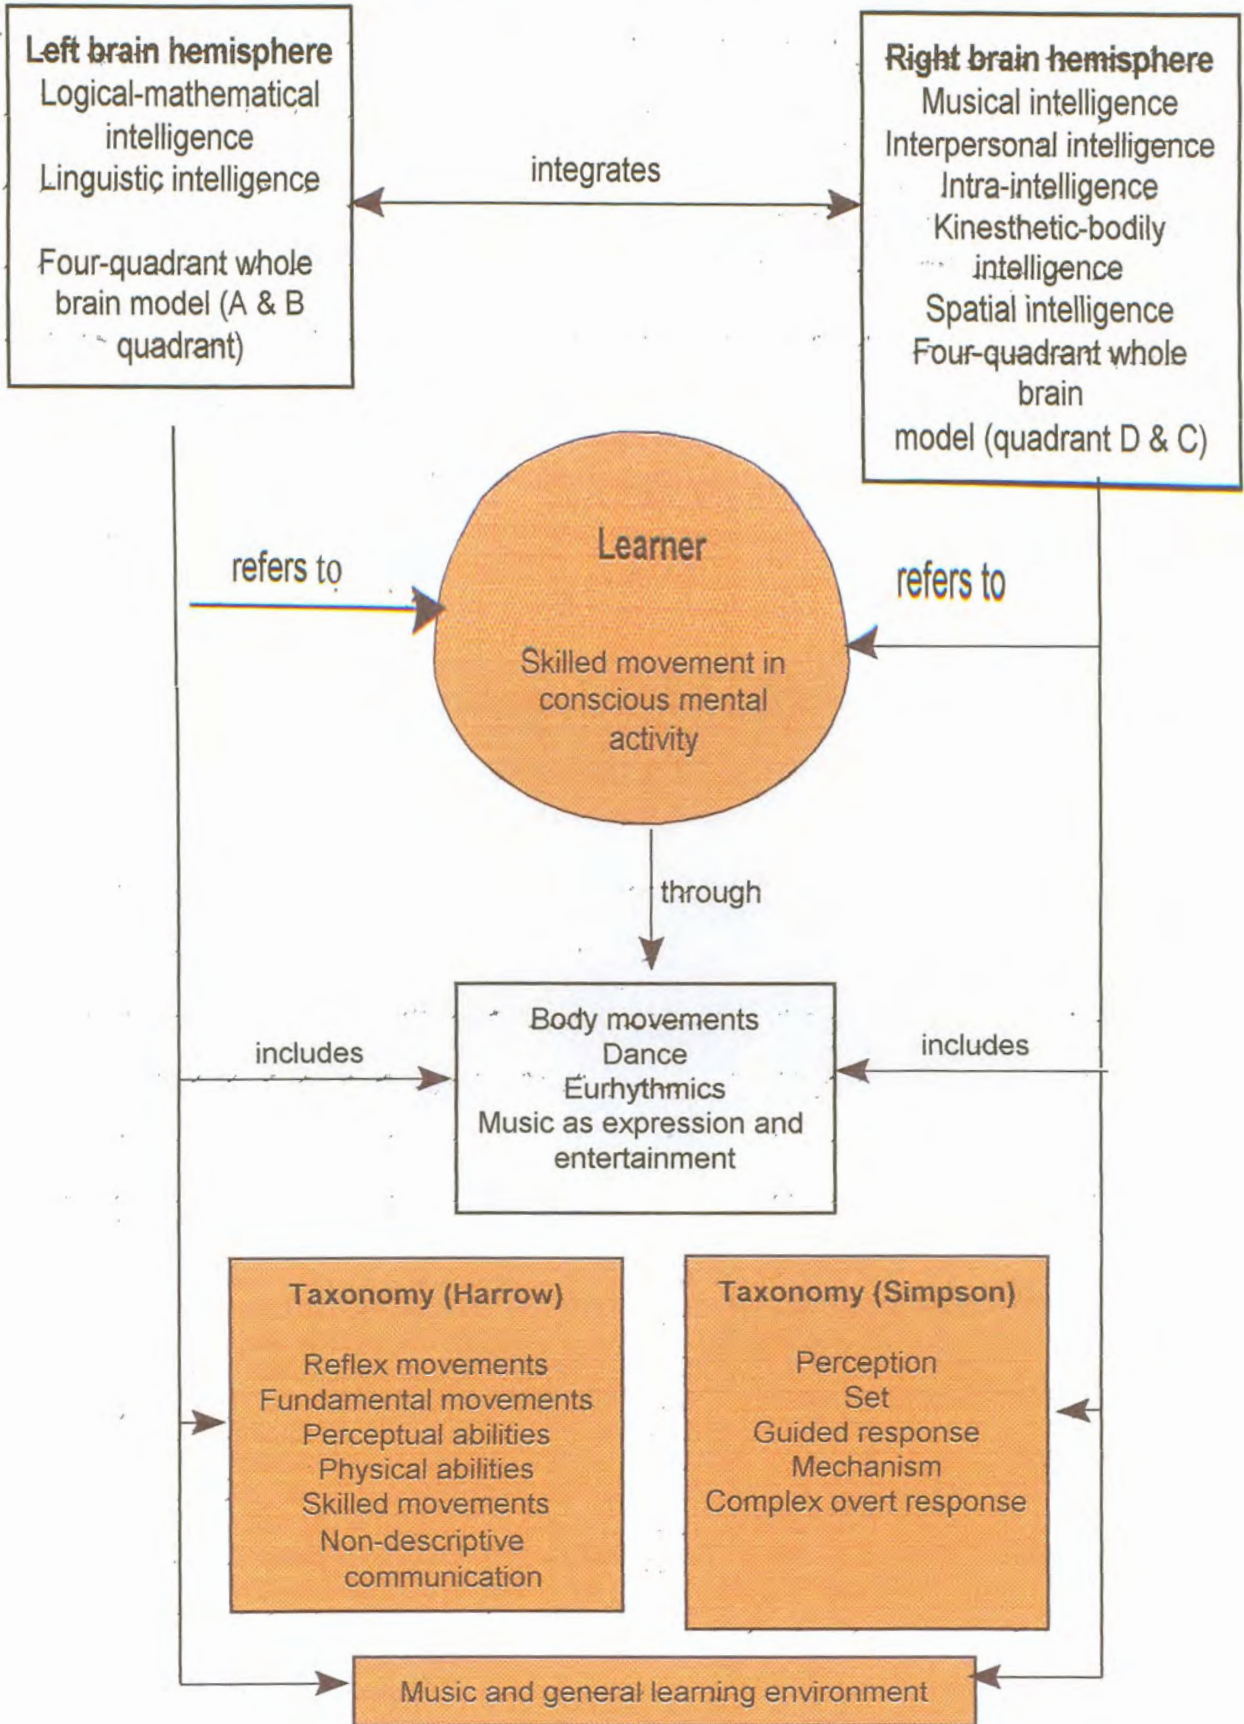 Left brain hemisphere
Logical-mathematical
intelligence
Linguistic intelligence
Four-quadrant whole
brain model (A & B
quadrant)
integrates
Right brain hemisphere
Musical intelligence
Interpersonal intelligence
Intra-intelligence
Kinesthetic-bodily
intelligence
Spatial intelligence
Four-quadrant whole
brain
model (quadrant D & C)
refers to
Learner
Skilled movement in
conscious mental
activity
refers to
through
includes
Body movements
Dance
Eurhythmics
Music as expression and
entertainment
includes
Taxonomy (Harrow)
Reflex movements
Fundamental movements
Perceptual abilities
Physical abilities
Skilled movements
Non-descriptive
communication
Taxonomy (Simpson)
Perception
Set
Guided response
Mechanism
Complex overt response
Music and general learning environment